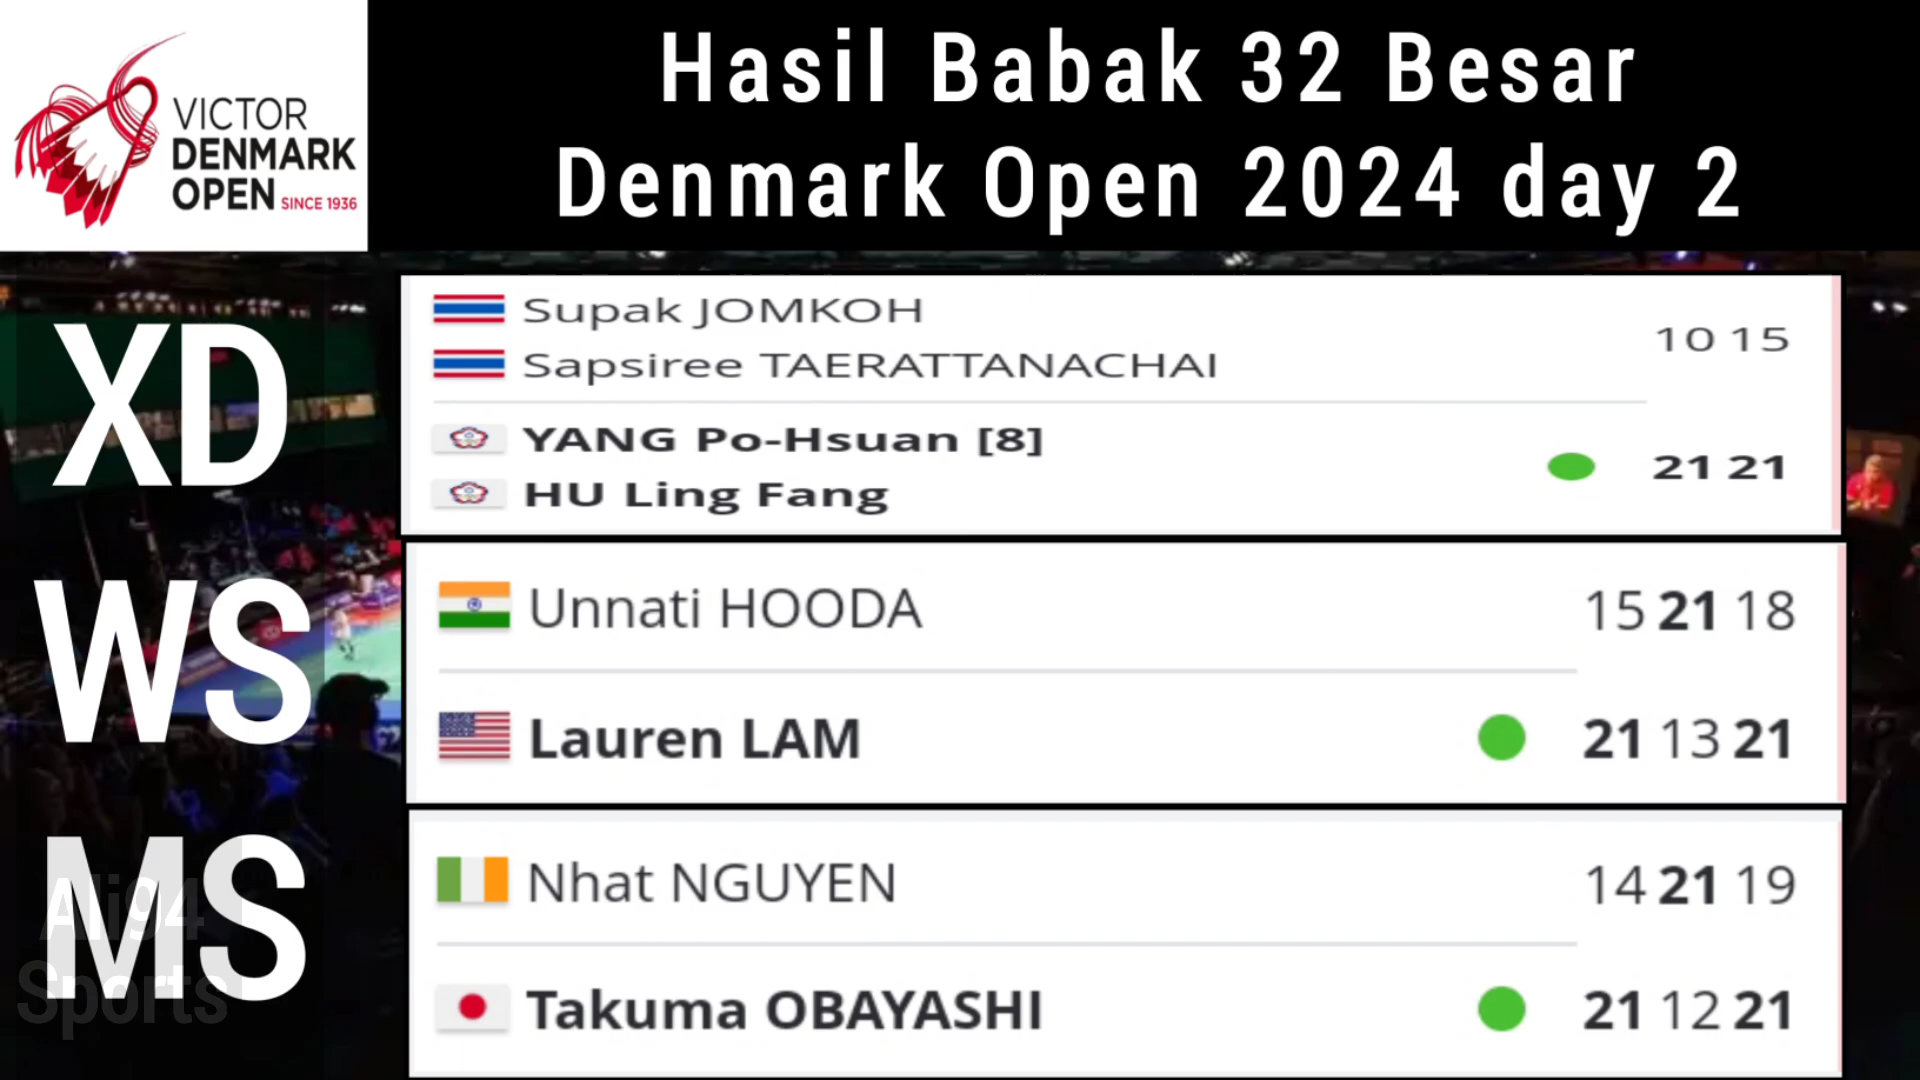 VICTOR
DENMARK
OPEN SINCE 1936
Hasil Babak 32 Besar
Denmark Open 2024 day 2
XD
Supak JOMKOH
Sapsiree TAERATTANACHAI
10 15
YANG Po-Hsuan [8]
HU Ling Fang
21 21
WS
Unnati HOODA 15 21 18
Lauren LAM 21 13 21
MS
Nhat NGUYEN 14 21 19
Takuma OBAYASHI 21 12 21
Ali94
Sports